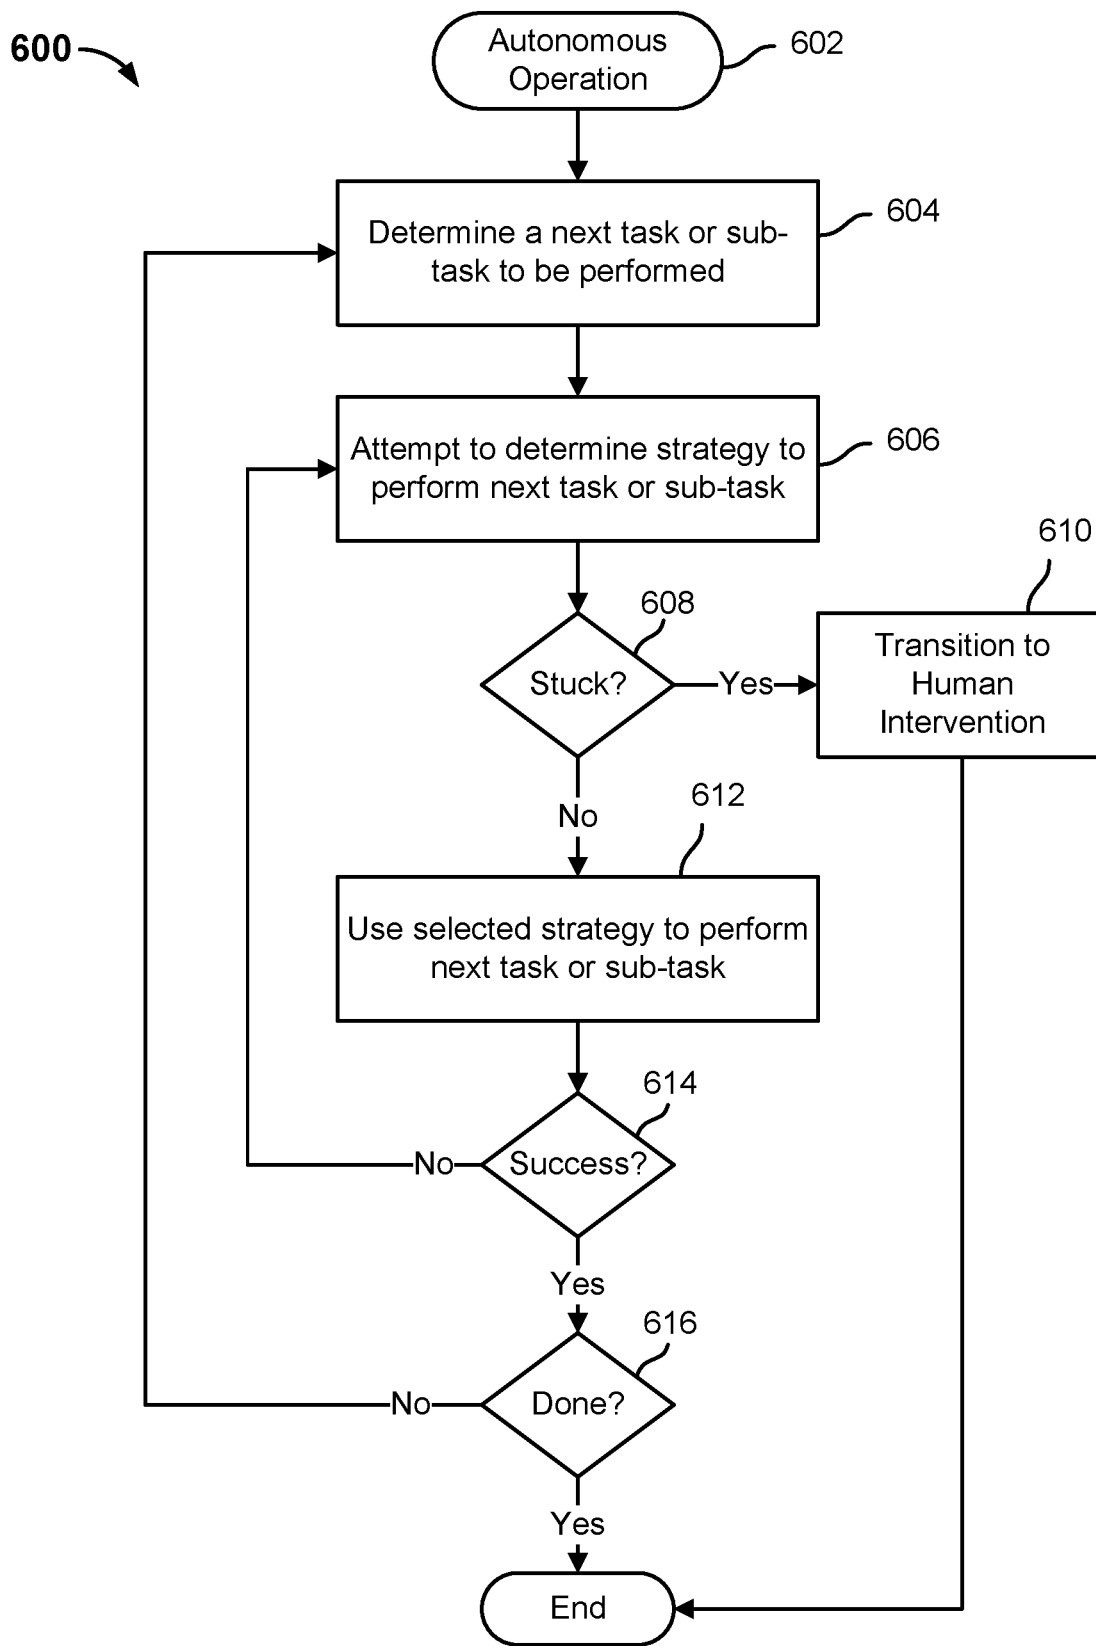 600
Autonomous
Operation
602
Determine a next task or sub-
task to be performed
604
Attempt to determine strategy to
perform next task or sub-task
606
610
608
Stuck?
Yes
Transition to
Human
Intervention
No
612
Use selected strategy to perform
next task or sub-task
614
No
Success?
Yes
616
No
Done?
Yes
End